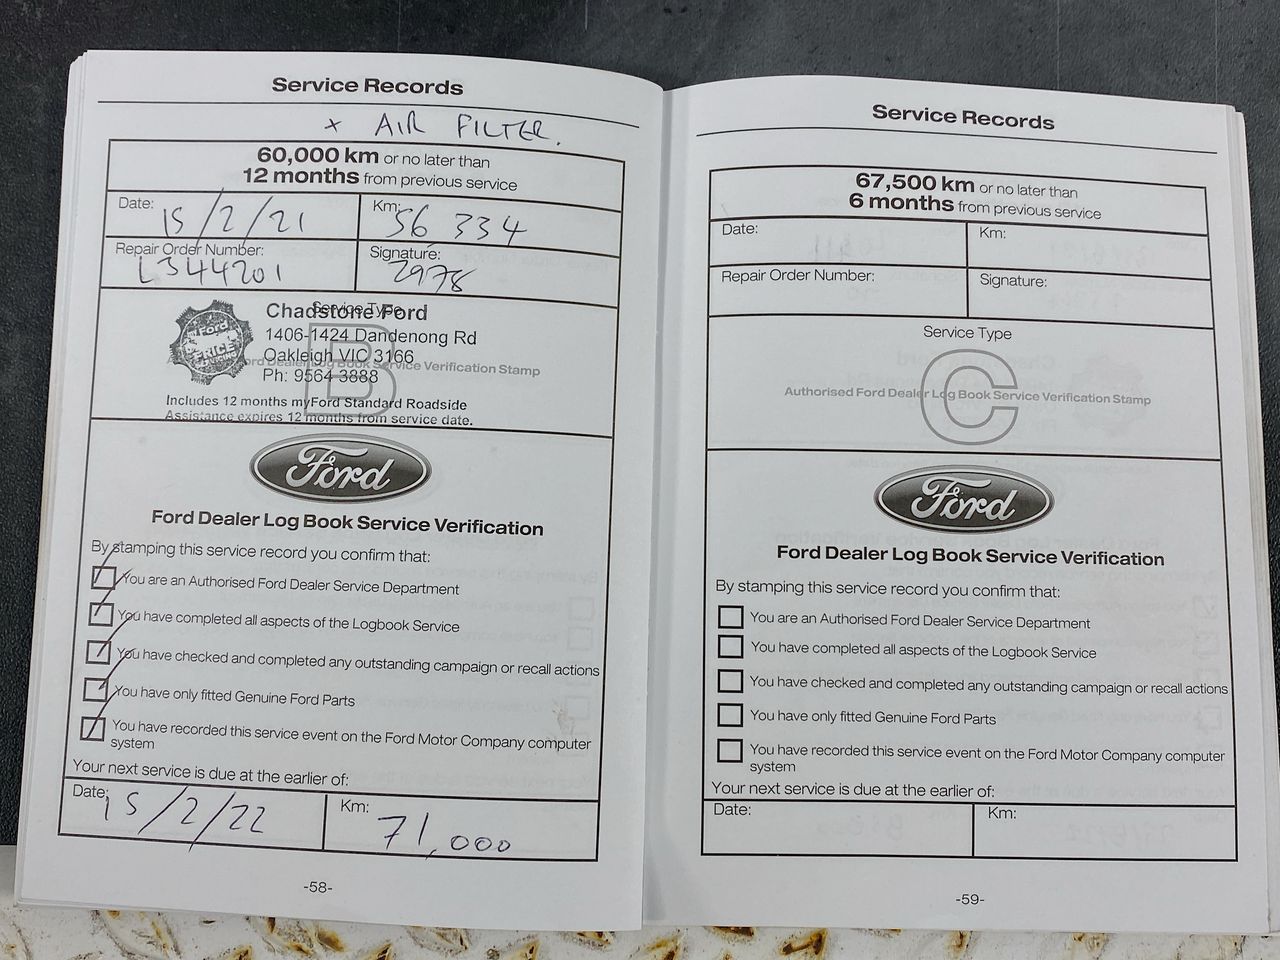 Service Records
+ AIR FILTER.
60,000 km or no later than
12 months from previous service
Date: 15/2/21
Km: 56 334
Repair Order Number: L344201
Signature: 2978
Service Type
B
Authorised Ford Dealer Log Book Service Verification Stamp
Chadstone Ford
1406-1424 Dandenong Rd
Oakleigh VIC 3166
Ph: 9564 3888
Includes 12 months myFord Standard Roadside
Assistance expires 12 months from service date.
Ford
Ford Dealer Log Book Service Verification
By stamping this service record you confirm that:
You are an Authorised Ford Dealer Service Department
You have completed all aspects of the Logbook Service
You have checked and completed any outstanding campaign or recall actions
You have only fitted Genuine Ford Parts
You have recorded this service event on the Ford Motor Company computer
system
Your next service is due at the earlier of:
Date: 15/2/22
Km: 71,000
-58-
Service Records
67,500 km or no later than
6 months from previous service
Date:
Km:
Repair Order Number:
Signature:
Service Type
C
Authorised Ford Dealer Log Book Service Verification Stamp
Ford
Ford Dealer Log Book Service Verification
By stamping this service record you confirm that:
You are an Authorised Ford Dealer Service Department
You have completed all aspects of the Logbook Service
You have checked and completed any outstanding campaign or recall actions
You have only fitted Genuine Ford Parts
You have recorded this service event on the Ford Motor Company computer
system
Your next service is due at the earlier of:
Date:
Km:
-59-